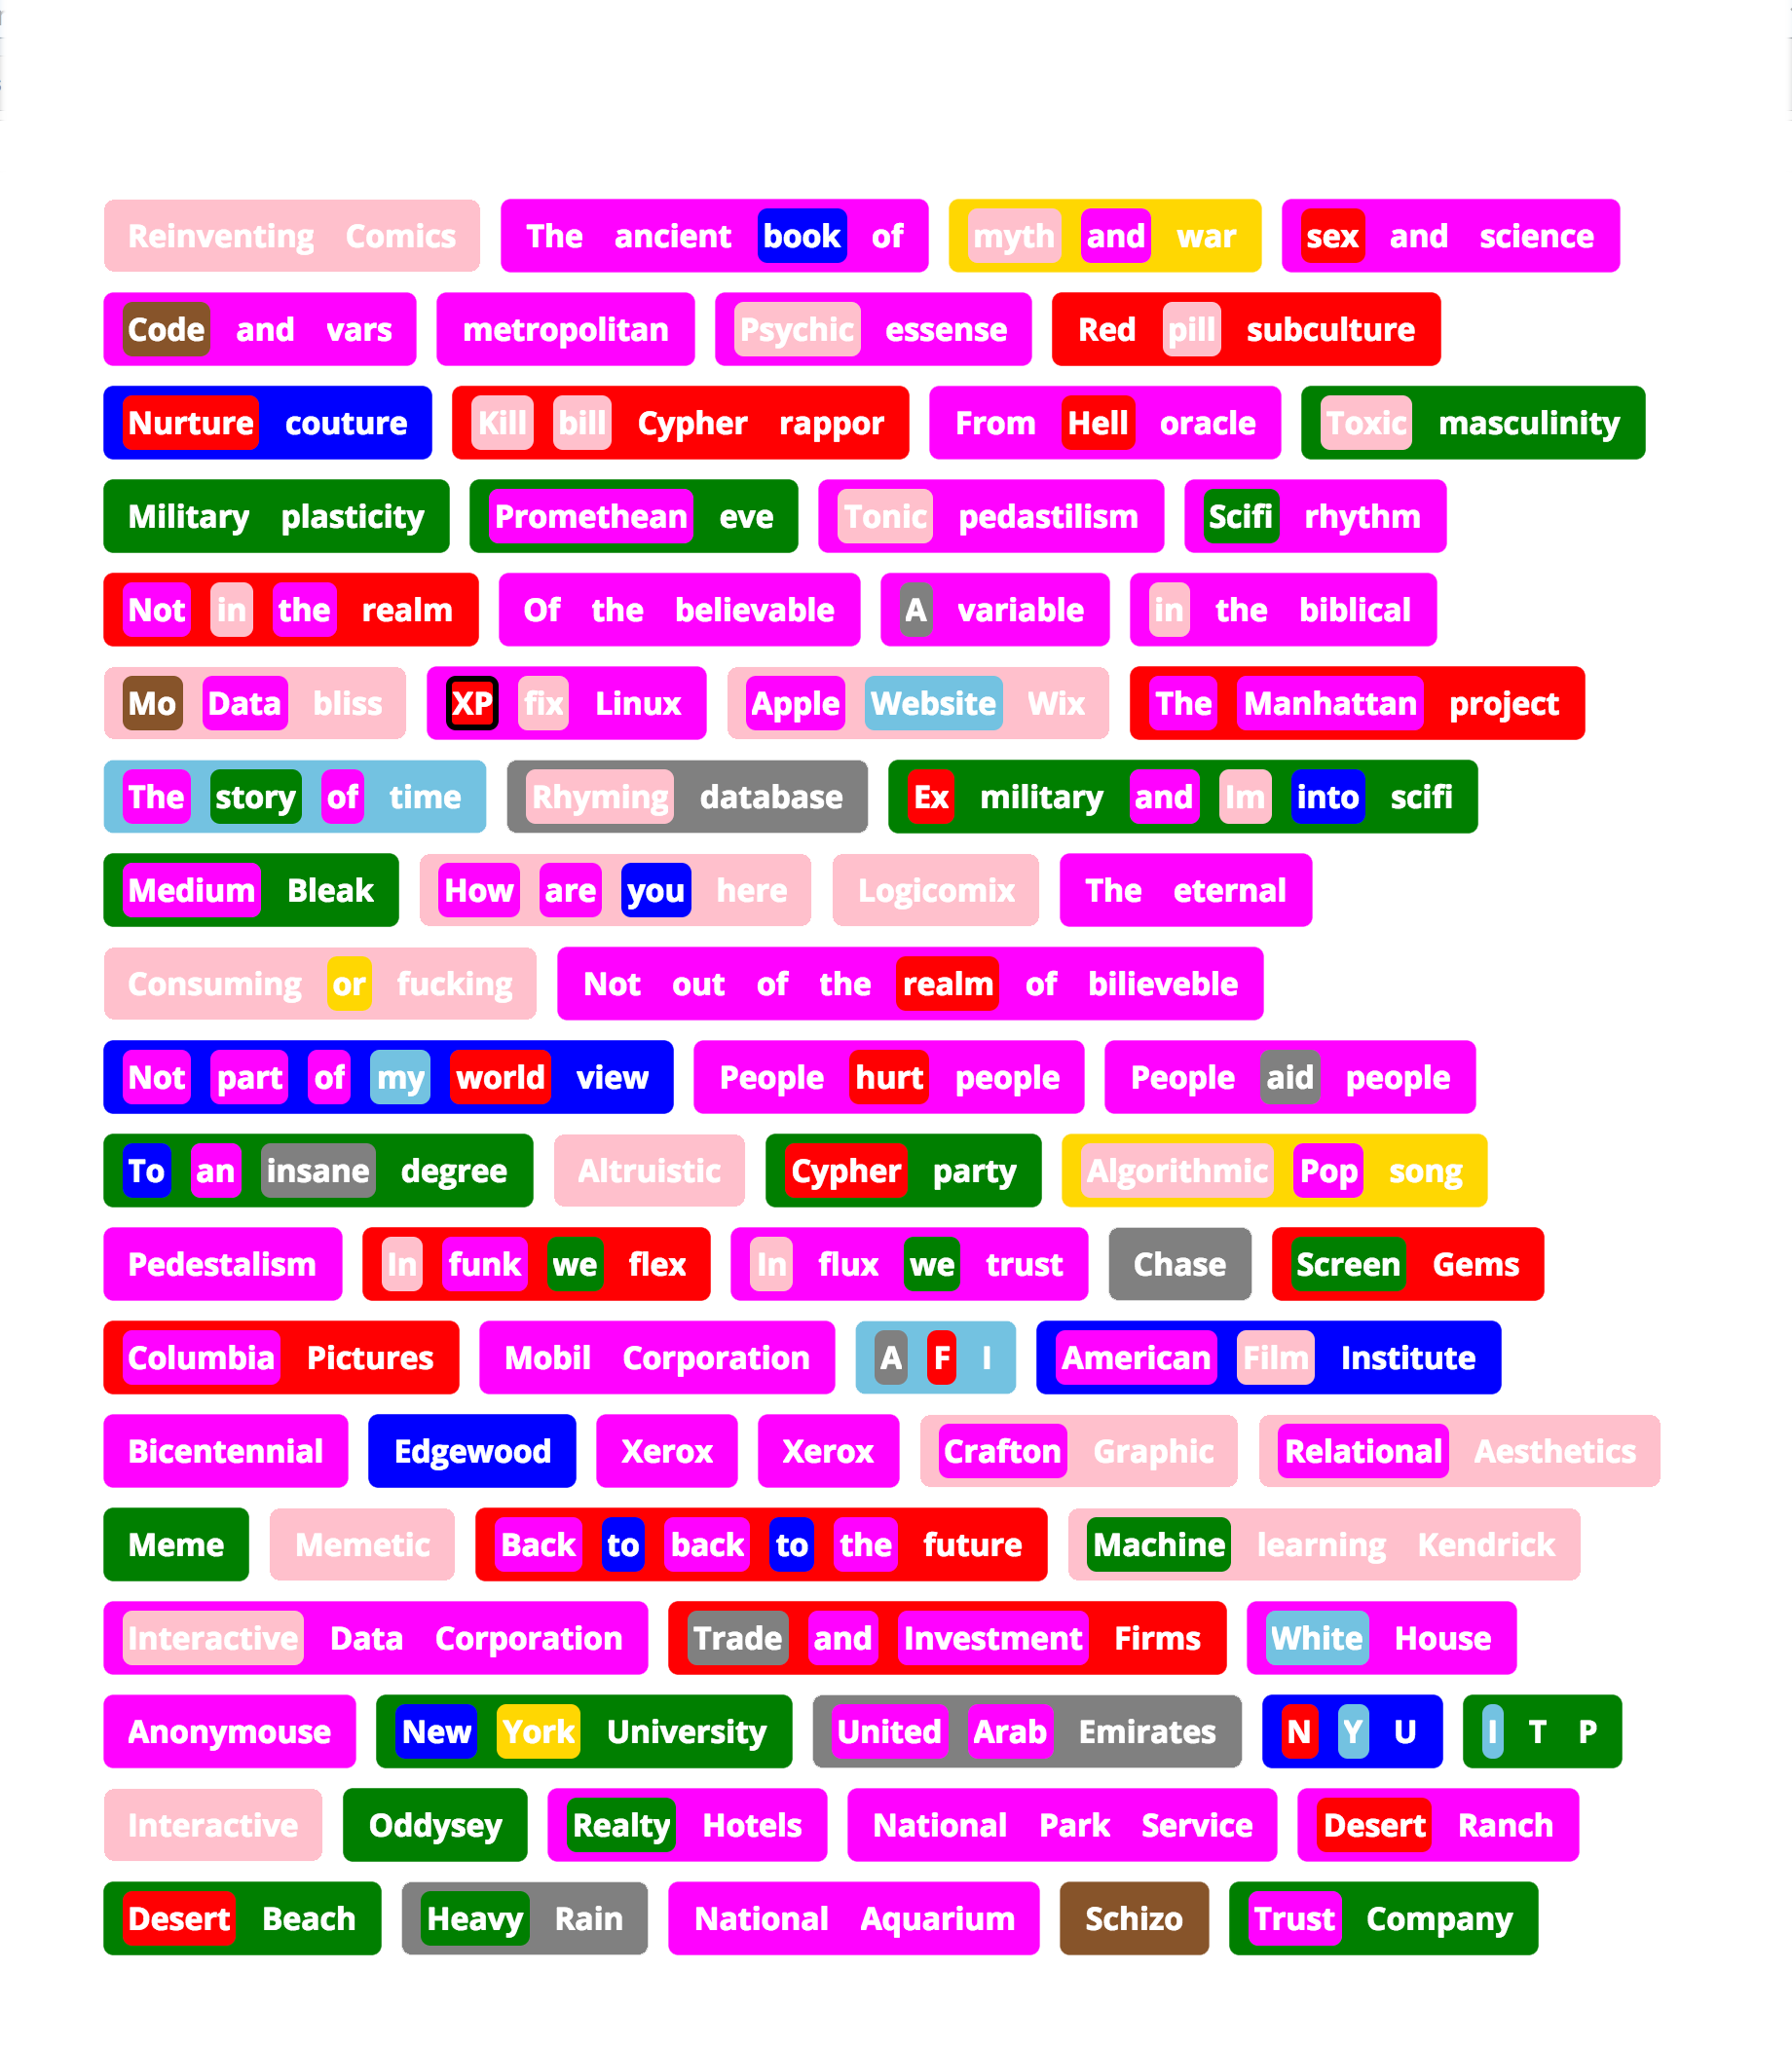 Reinventing Comics The ancient book of myth and war sex and science
Code and vars metropolitan Psychic essense Red pill subculture
Nurture couture Kill bill Cypher rappor From Hell oracle Toxic masculinity
Military plasticity Promethean eve Tonic pedastilism Scifi rhythm
Not in the realm Of the believable A variable in the biblical
Mo Data bliss XP fix Linux Apple Website Wix The Manhattan project
The story of time Rhyming database Ex military and Im into scifi
Medium Bleak How are you here Logicomix The eternal
Consuming or fucking Not out of the realm of bilieveble
Not part of my world view People hurt people People aid people
To an insane degree Altruistic Cypher party Algorithmic Pop song
Pedestalism In funk we flex In flux we trust Chase Screen Gems
Columbia Pictures Mobil Corporation A F I American Film Institute
Bicentennial Edgewood Xerox Xerox Crafton Graphic Relational Aesthetics
Meme Memetic Back to back to the future Machine learning Kendrick
Interactive Data Corporation Trade and Investment Firms White House
Anonymouse New York University United Arab Emirates N Y U I T P
Interactive Oddysey Realty Hotels National Park Service Desert Ranch
Desert Beach Heavy Rain National Aquarium Schizo Trust Company